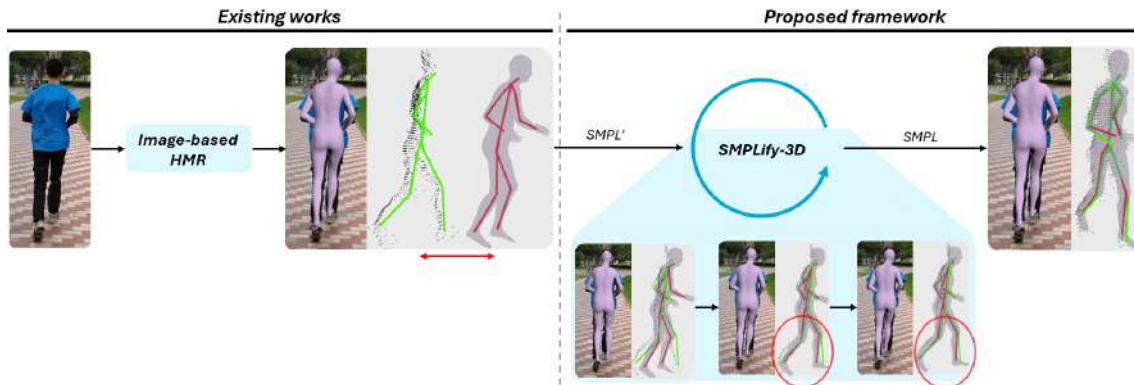 Existing works
Proposed framework
Image-based
HMR
SMPL'
SMPLify-3D
SMPL